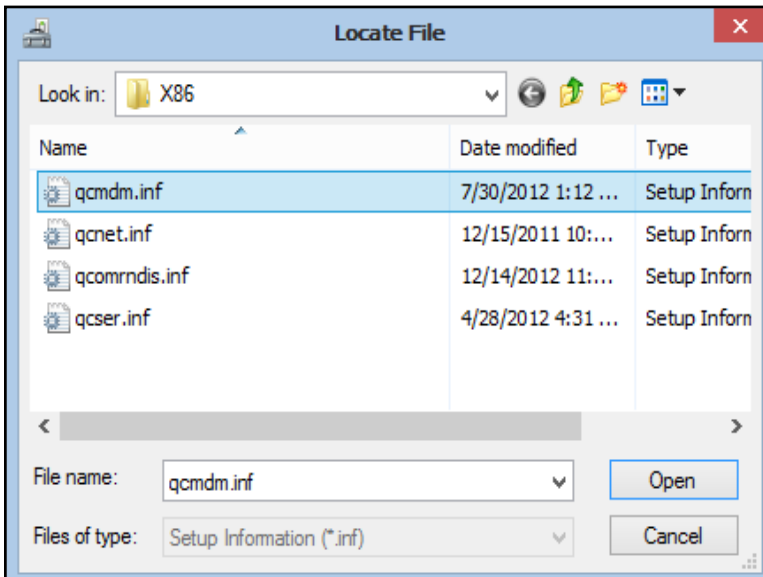 Locate File
Look in: X86
Name Date modified Type
qcmdm.inf 7/30/2012 1:12 ... Setup Inform
qcnet.inf 12/15/2011 10:... Setup Inform
qcomrndis.inf 12/14/2012 11:... Setup Inform
qcser.inf 4/28/2012 4:31 ... Setup Inform
File name: qcmdm.inf Open
Files of type: Setup Information (*.inf) Cancel